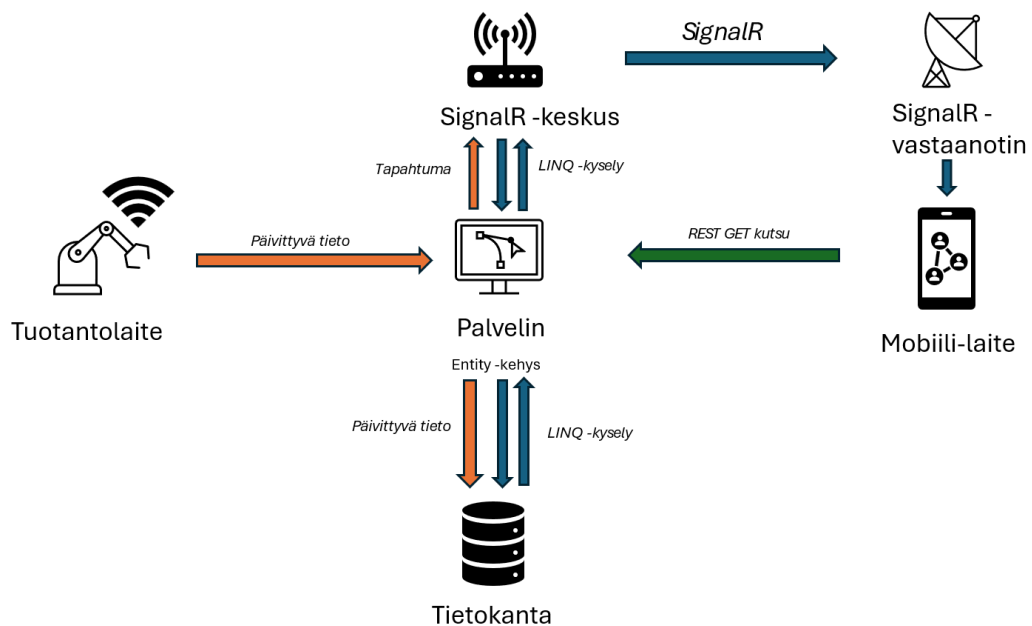 SignalR
SignalR -keskus
SignalR -
vastaanotin
Tapahtuma
LINQ -kysely
Päivittyvä tieto
REST GET kutsu
Tuotantolaite
Palvelin
Mobiili-laite
Entity -kehys
Päivittyvä tieto
LINQ -kysely
Tietokanta